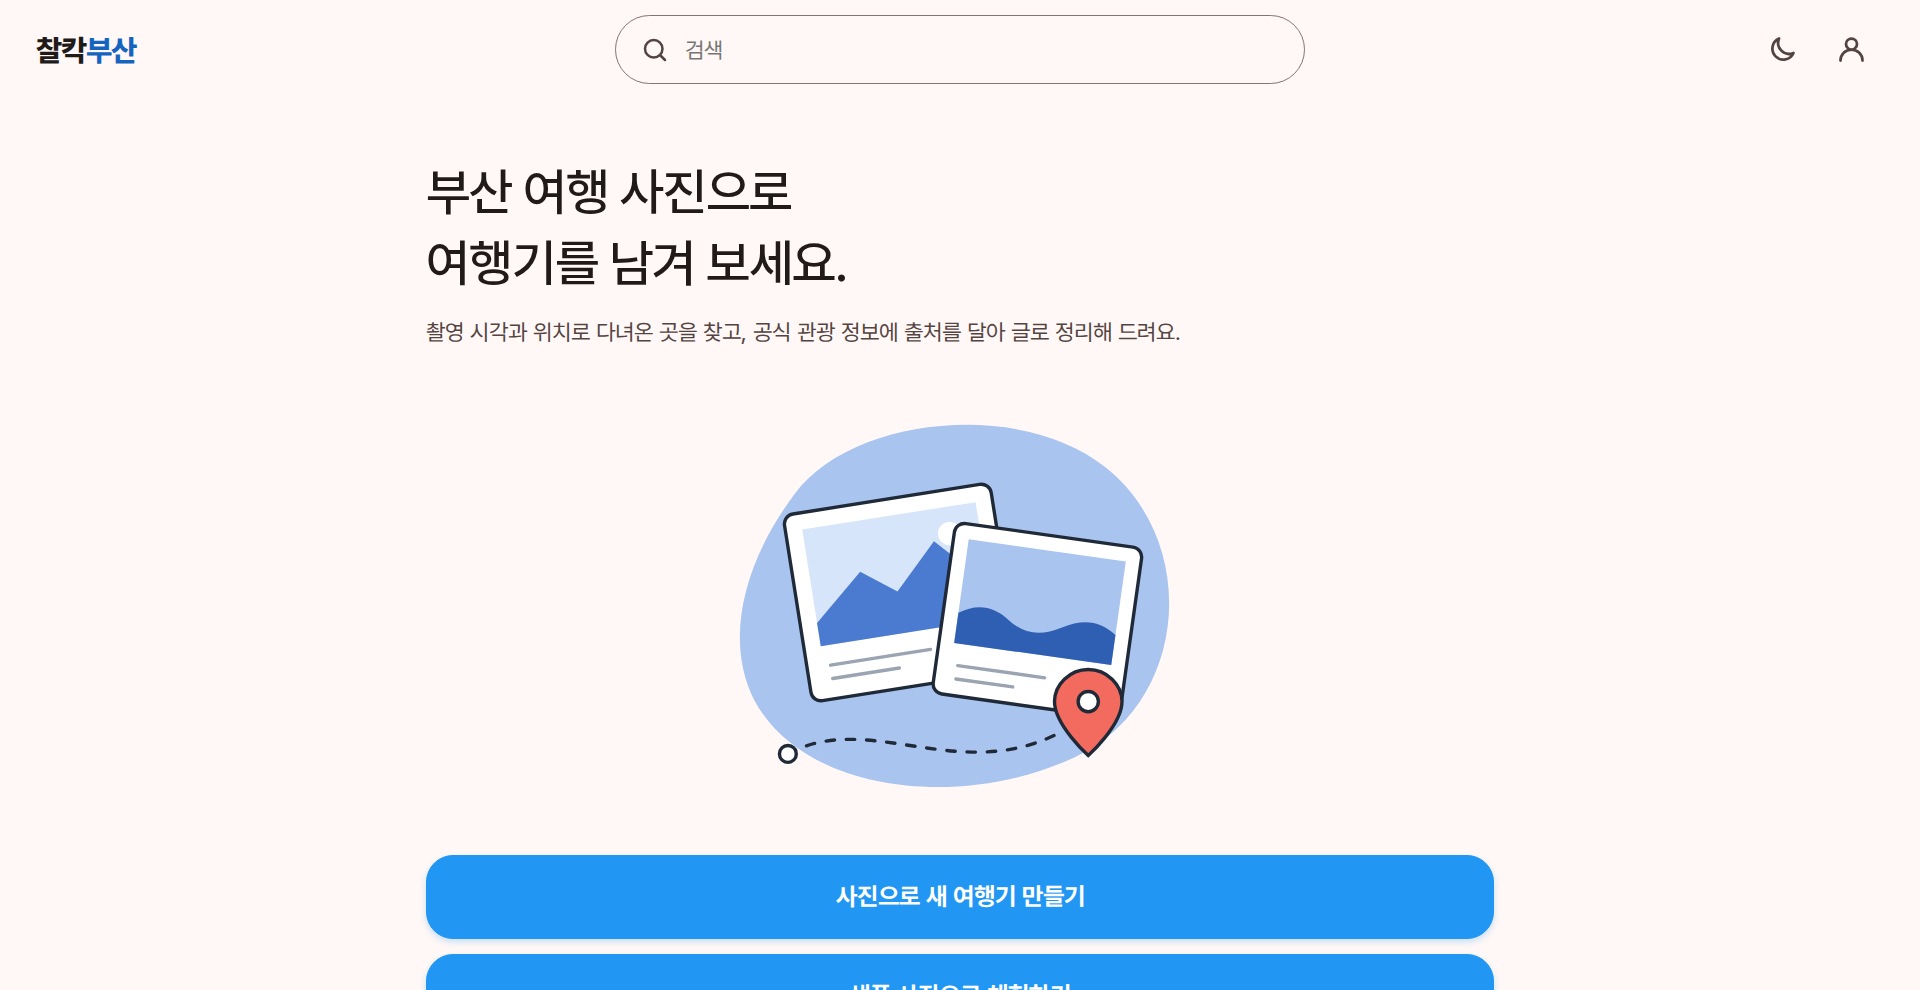 찰칵부산
검색
부산 여행 사진으로
여행기를 남겨 보세요.
촬영 시각과 위치로 다녀온 곳을 찾고, 공식 관광 정보에 출처를 달아 글로 정리해 드려요.
사진으로 새 여행기 만들기